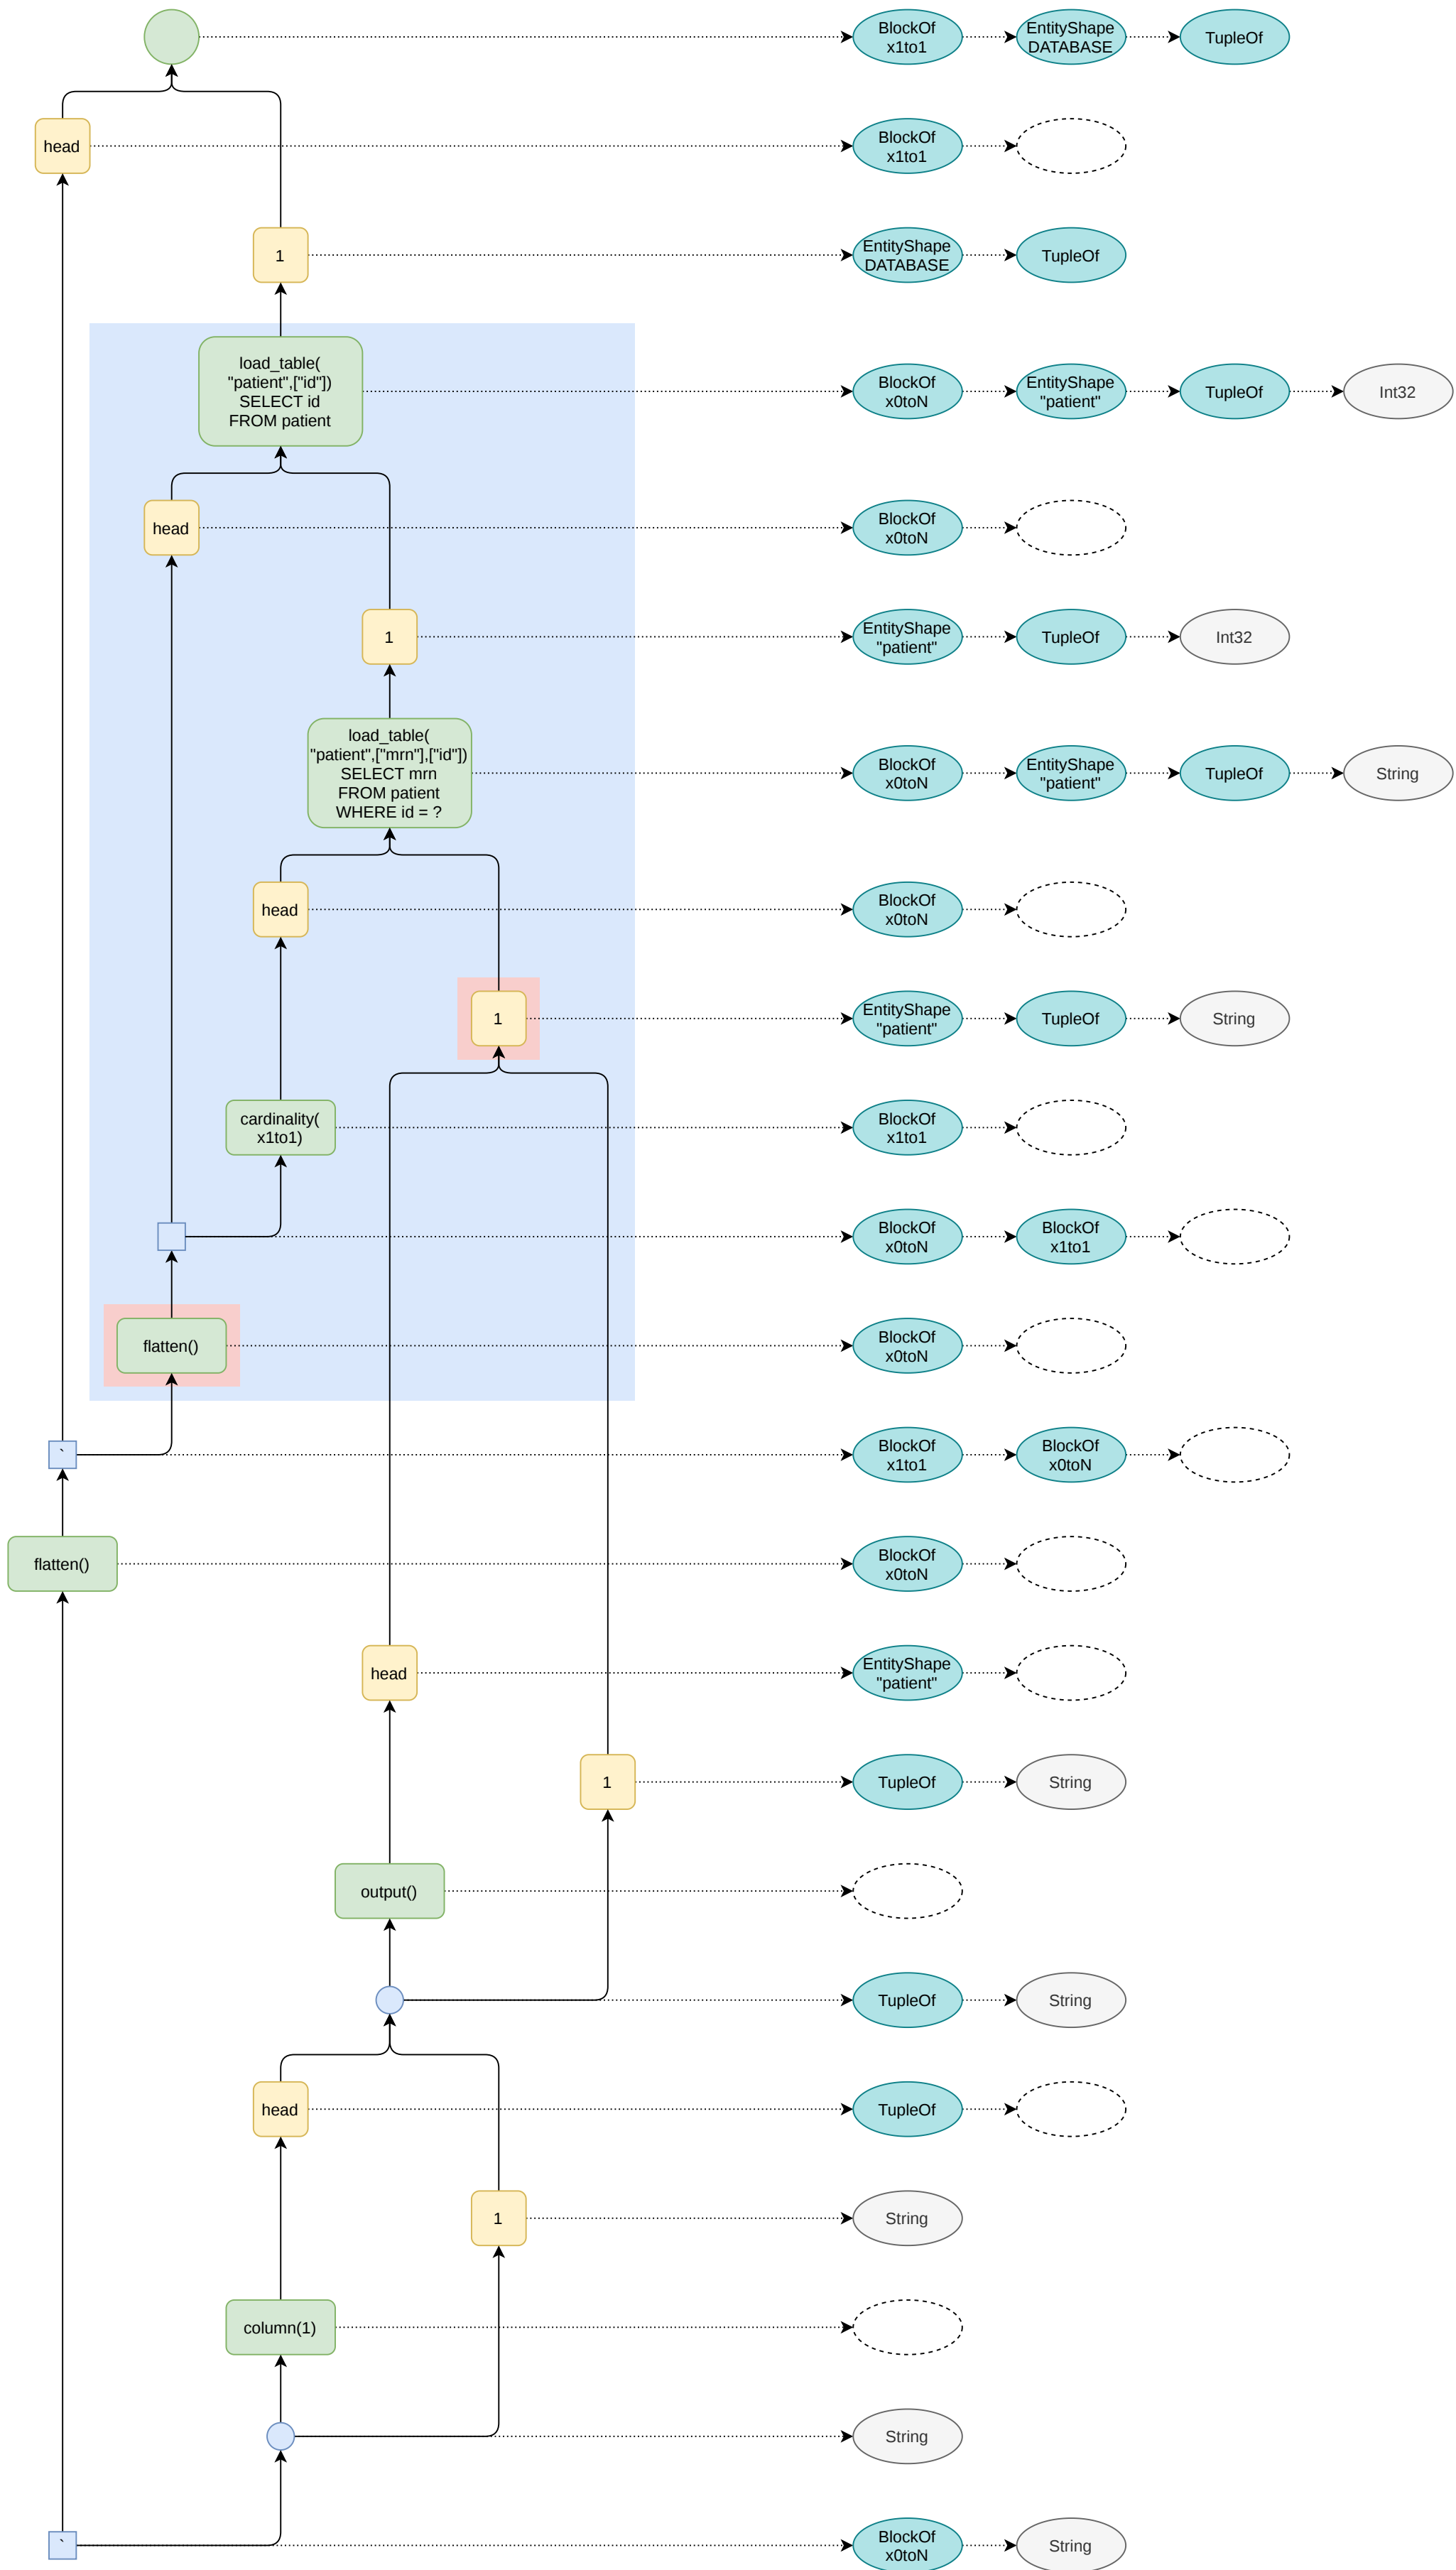 BlockOf
x1to1
EntityShape
DATABASE
TupleOf
head
BlockOf
x1to1
1
EntityShape
DATABASE
TupleOf
load_table(
"patient",["id"])
SELECT id
FROM patient
BlockOf
x0toN
EntityShape
"patient"
TupleOf
Int32
head
BlockOf
x0toN
1
EntityShape
"patient"
TupleOf
Int32
load_table(
"patient",["mrn"],["id"])
SELECT mrn
FROM patient
WHERE id = ?
BlockOf
x0toN
EntityShape
"patient"
TupleOf
String
head
BlockOf
x0toN
1
EntityShape
"patient"
TupleOf
String
cardinality(
x1to1)
BlockOf
x1to1
BlockOf
x0toN
BlockOf
x1to1
flatten()
BlockOf
x0toN
`
BlockOf
x1to1
BlockOf
x0toN
flatten()
BlockOf
x0toN
head
EntityShape
"patient"
1
TupleOf
String
output()
TupleOf
String
head
TupleOf
1
String
column(1)
String
`
BlockOf
x0toN
String